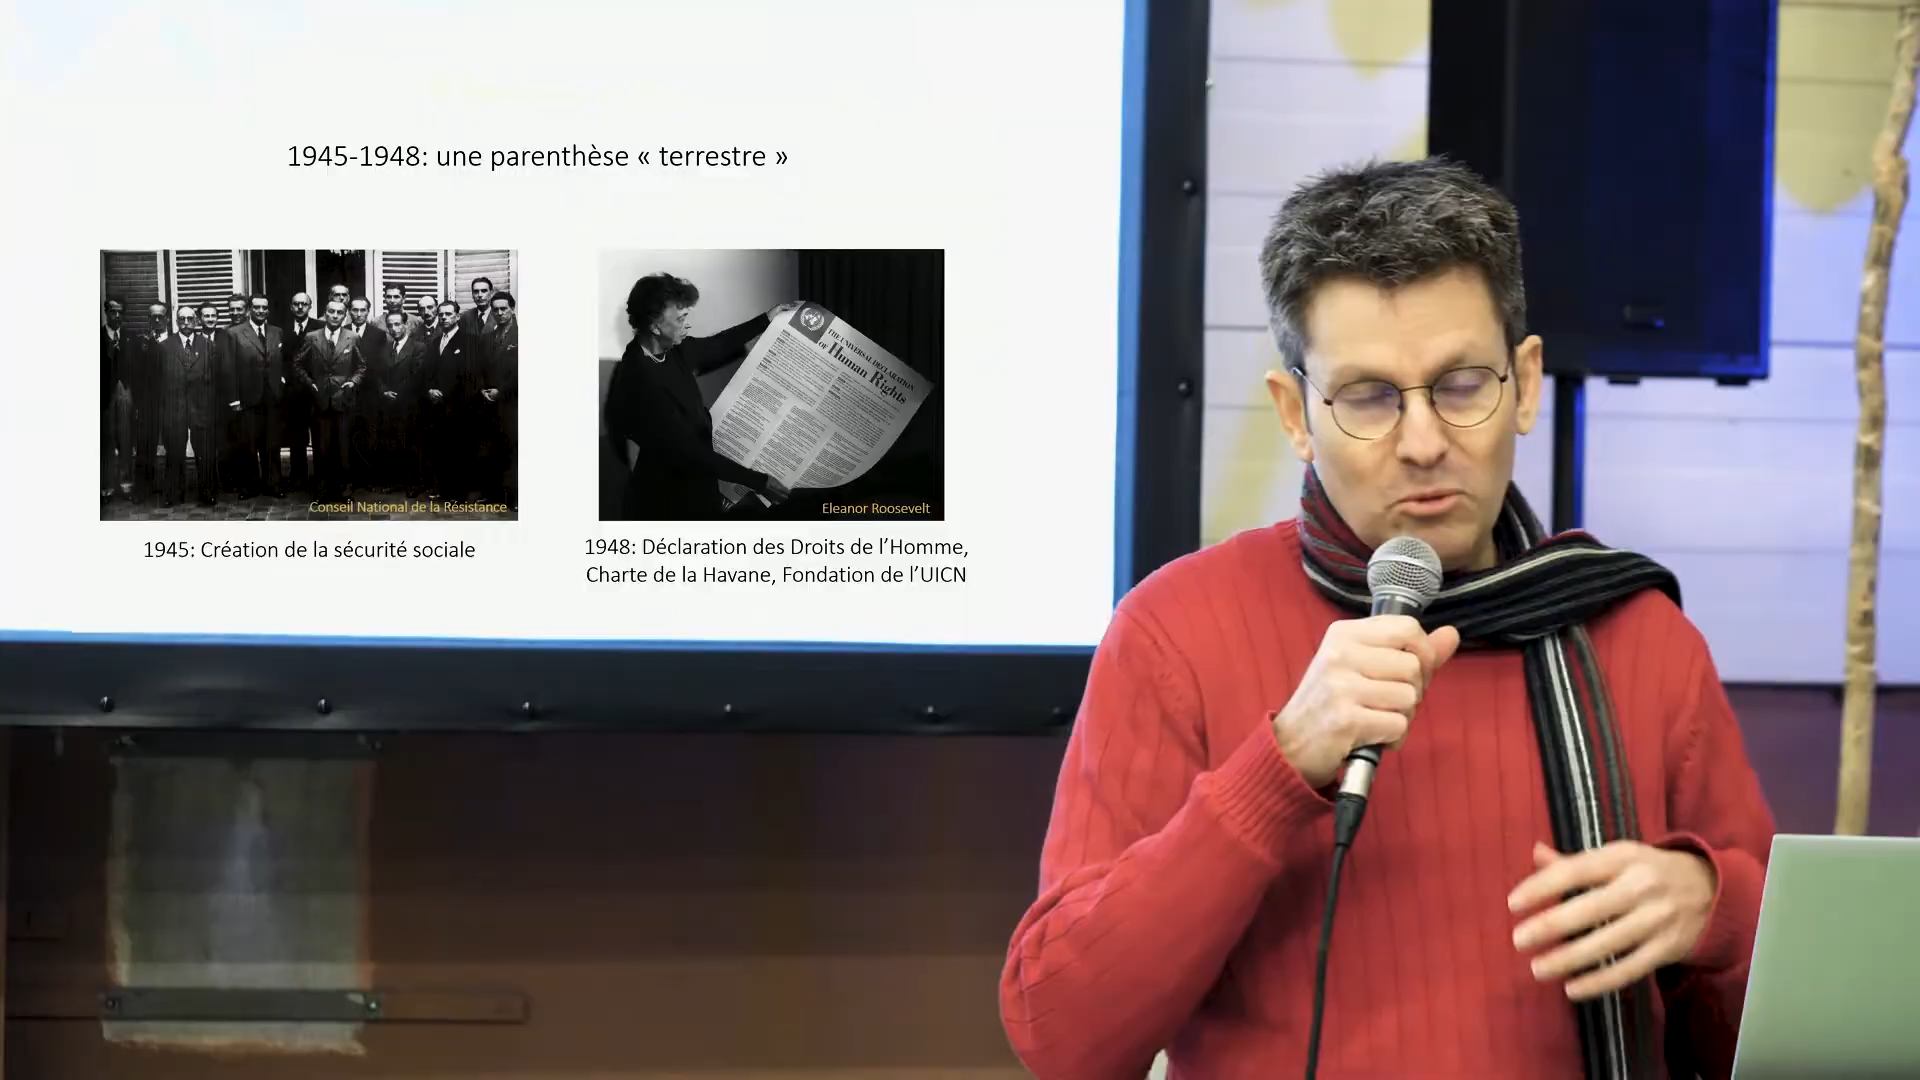 1945-1948: une parenthèse « terrestre »
THE UNIVERSAL DECLARATION
OF Human Rights
Conseil National de la Résistance
Eleanor Roosevelt
1945: Création de la sécurité sociale
1948: Déclaration des Droits de l’Homme,
Charte de la Havane, Fondation de l’UICN